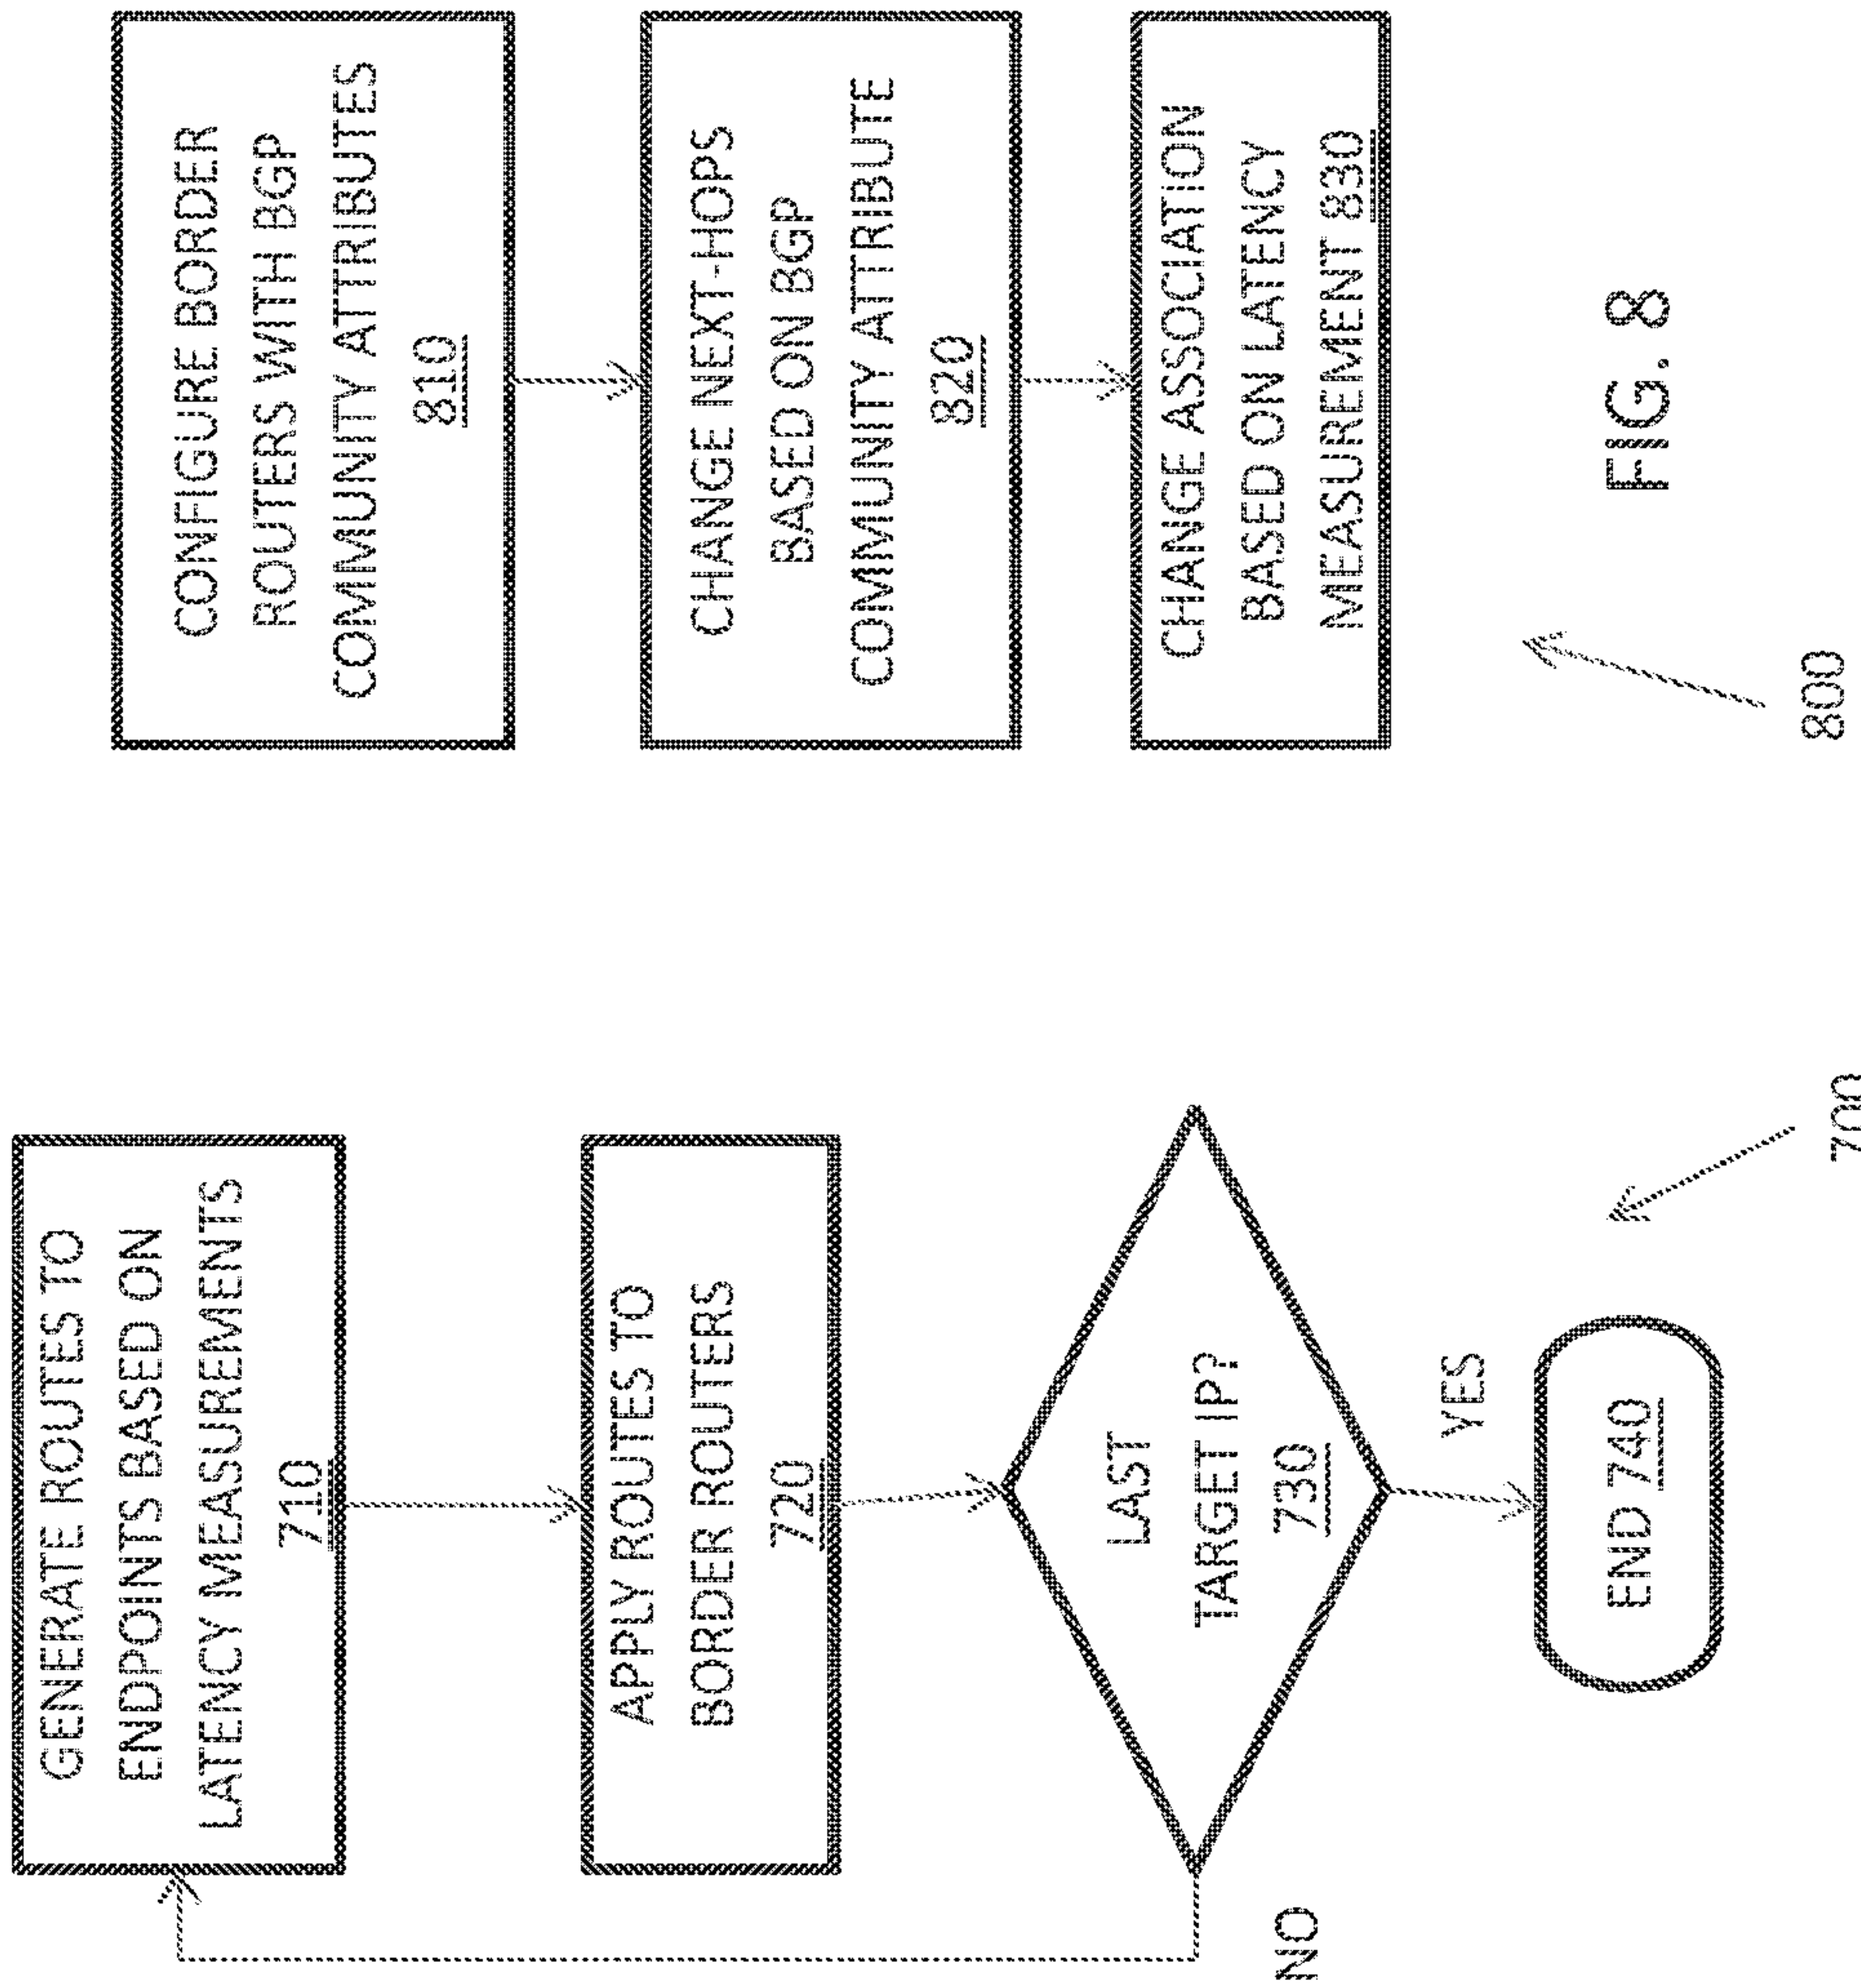 GENERATE ROUTES TO
ENDPOINTS BASED ON
LATENCY MEASUREMENTS
710
APPLY ROUTES TO
BORDER ROUTERS
720
LAST
TARGET IP?
730
NO
YES
END 740
700
CONFIGURE BORDER
ROUTERS WITH BGP
COMMUNITY ATTRIBUTES
810
CHANGE NEXT-HOPS
BASED ON BGP
COMMUNITY ATTRIBUTE
820
CHANGE ASSOCIATION
BASED ON LATENCY
MEASUREMENT 830
FIG. 8
800